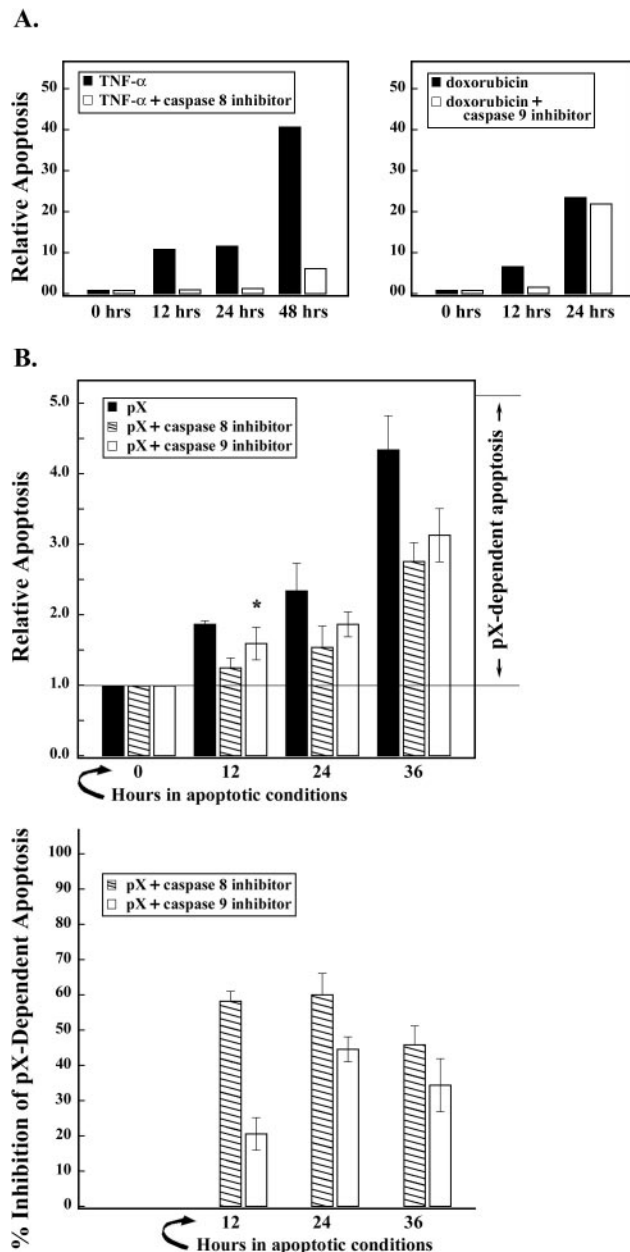 A.
Relative Apoptosis
50
40
30
20
10
00
TNF-α
TNF-α + caspase 8 inhibitor
0 hrs 12 hrs 24 hrs 48 hrs
50
40
30
20
10
00
doxorubicin
doxorubicin +
caspase 9 inhibitor
0 hrs 12 hrs 24 hrs
B.
Relative Apoptosis
5.0
4.0
3.0
2.0
1.0
0.0
pX
pX + caspase 8 inhibitor
pX + caspase 9 inhibitor
*
pX-dependent apoptosis
0 12 24 36
Hours in apoptotic conditions
% Inhibition of pX-Dependent Apoptosis
100
90
80
70
60
50
40
30
20
10
0
pX + caspase 8 inhibitor
pX + caspase 9 inhibitor
12 24 36
Hours in apoptotic conditions